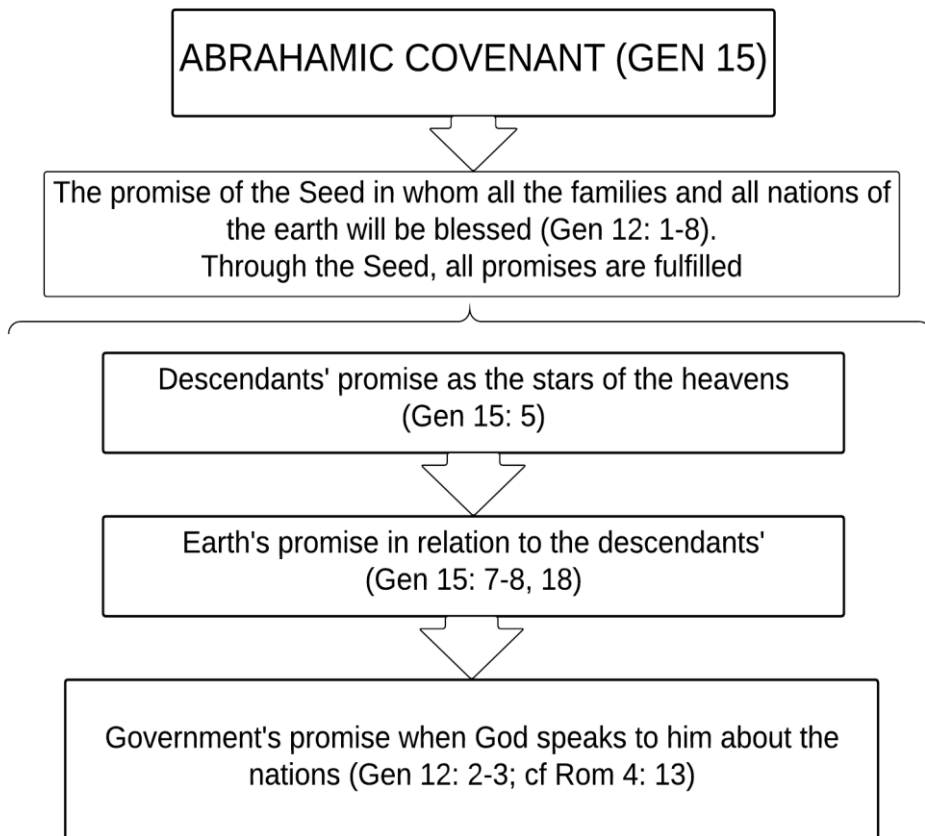 ABRAHAMIC COVENANT (GEN 15)
The promise of the Seed in whom all the families and all nations of
the earth will be blessed (Gen 12: 1-8).
Through the Seed, all promises are fulfilled
Descendants' promise as the stars of the heavens
(Gen 15: 5)
Earth's promise in relation to the descendants'
(Gen 15: 7-8, 18)
Government's promise when God speaks to him about the
nations (Gen 12: 2-3; cf Rom 4: 13)